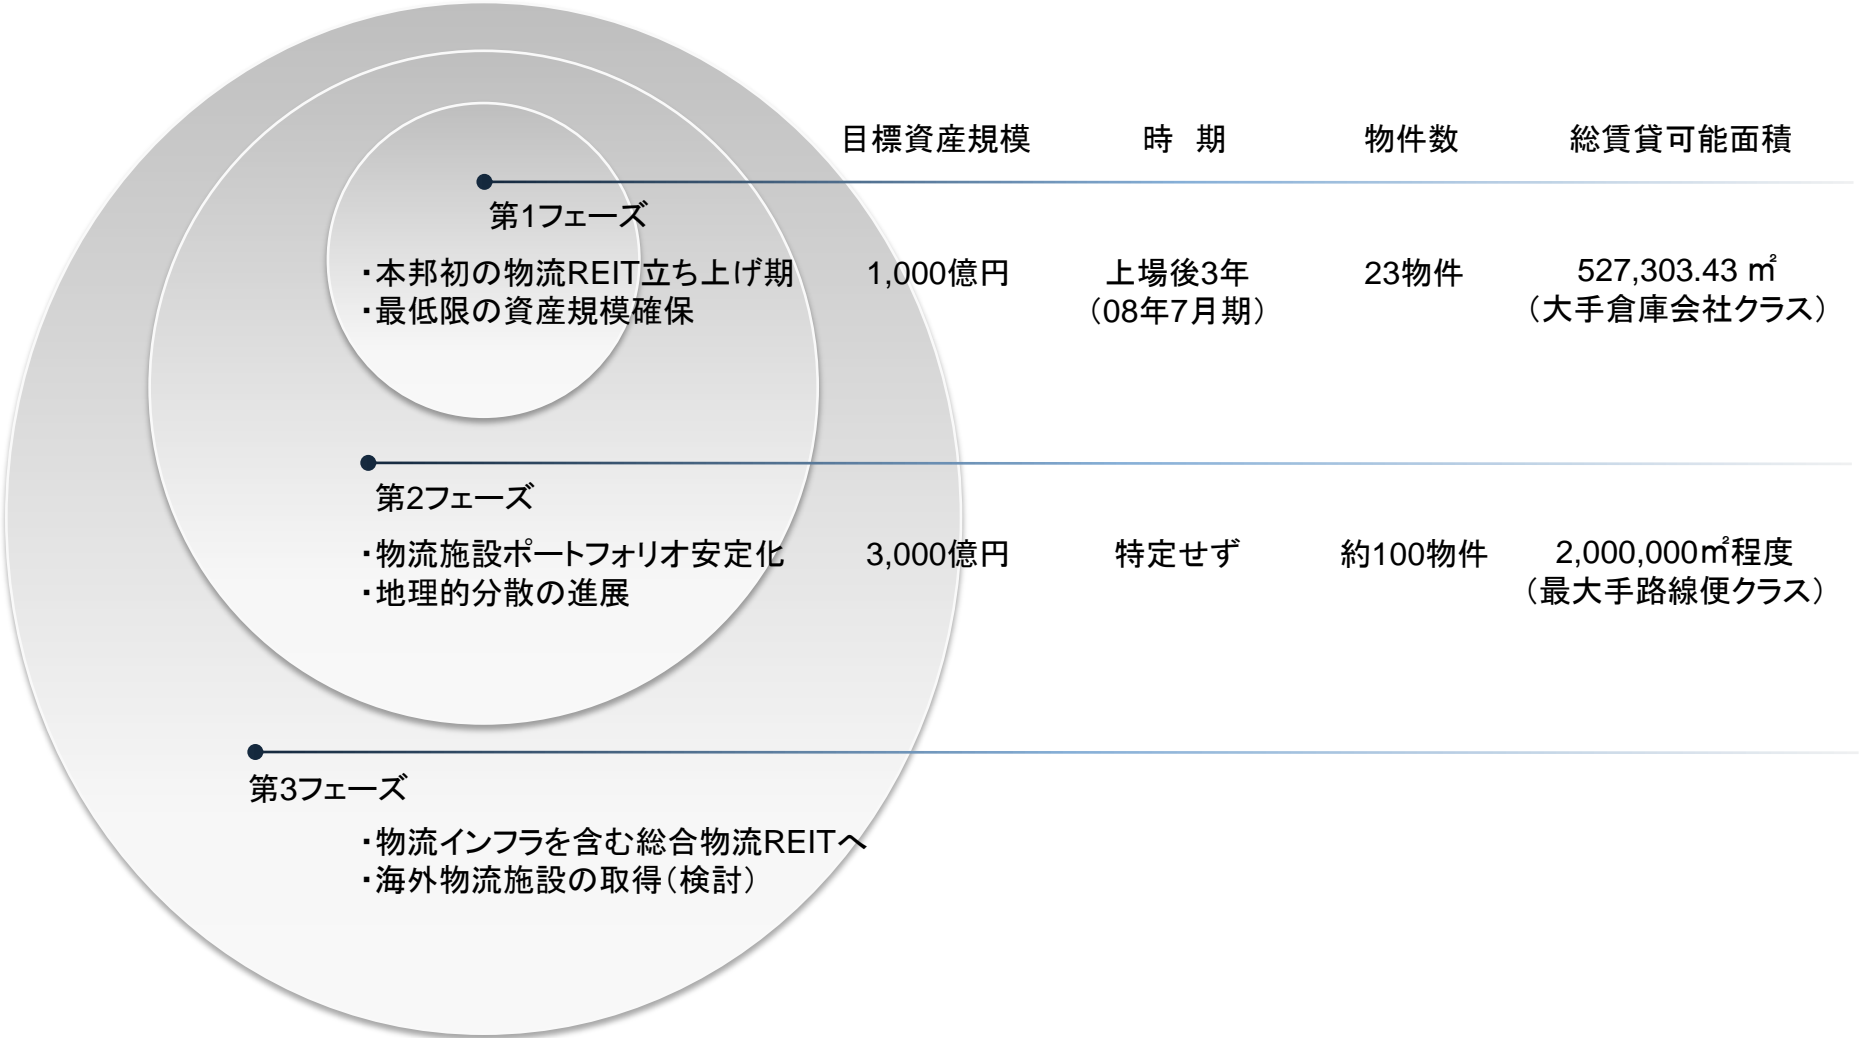 目標資産規模 時 期 物件数 総賃貸可能面積
第1フェーズ
・本邦初の物流REIT立ち上げ期 1,000億円 上場後3年 23物件 527,303.43 ㎡
・最低限の資産規模確保 （08年7月期） （大手倉庫会社クラス）
第2フェーズ
・物流施設ポートフォリオ安定化 3,000億円 特定せず 約100物件 2,000,000㎡程度
・地理的分散の進展 （最大手路線便クラス）
第3フェーズ
・物流インフラを含む総合物流REITへ
・海外物流施設の取得（検討）